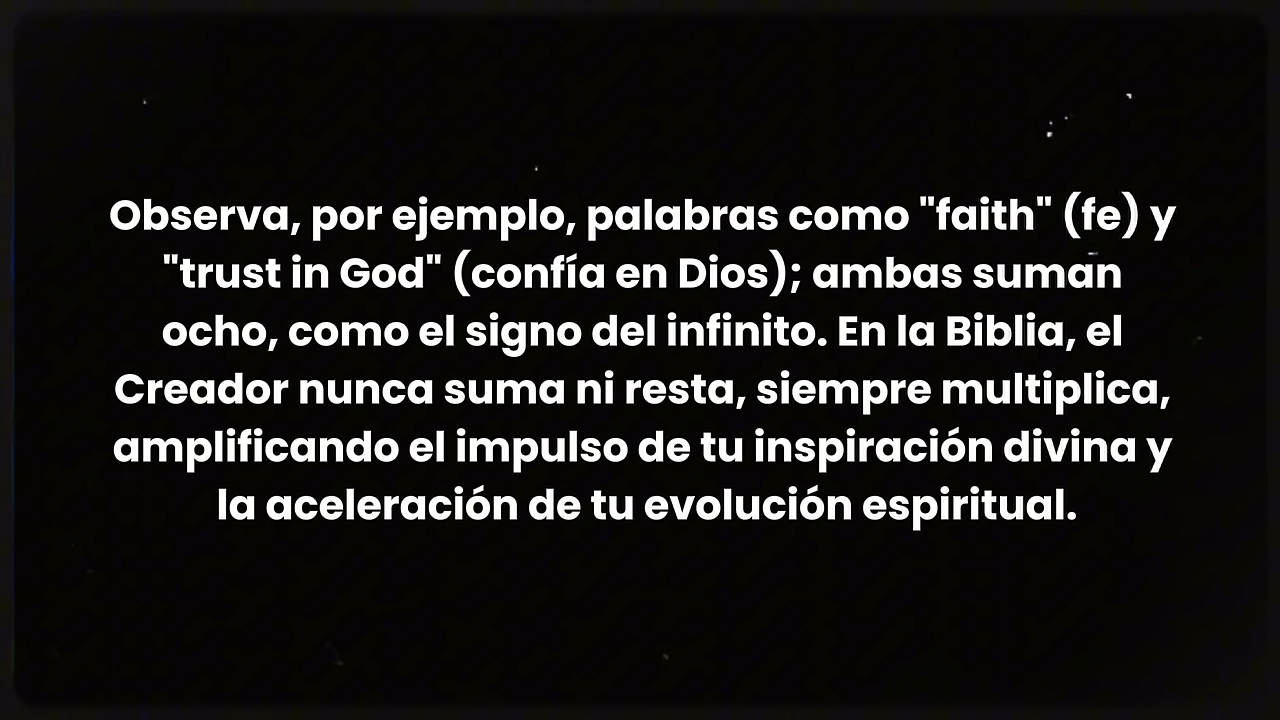 Observa, por ejemplo, palabras como "faith" (fe) y
"trust in God" (confía en Dios); ambas suman
ocho, como el signo del infinito. En la Biblia, el
Creador nunca suma ni resta, siempre multiplica,
amplificando el impulso de tu inspiración divina y
la aceleración de tu evolución espiritual.